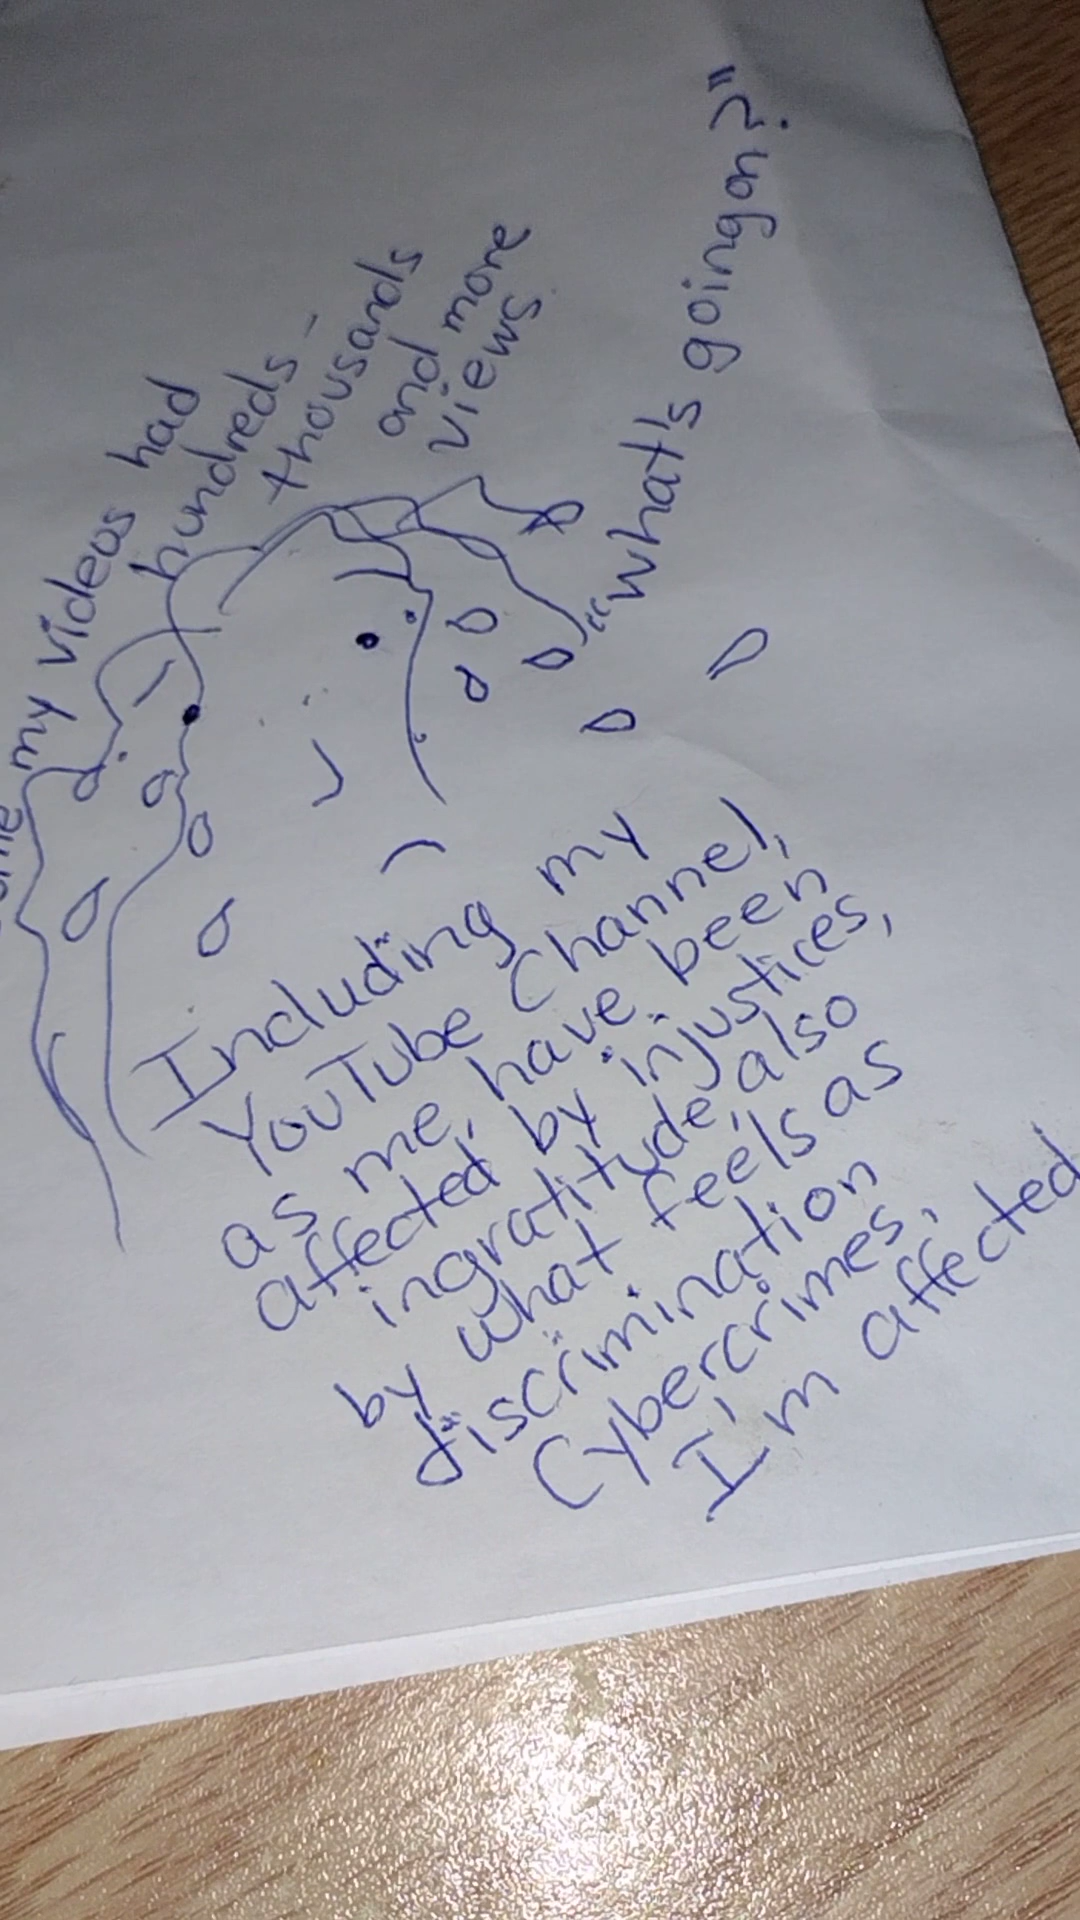 my videos had
hundreds -
thousands
and more
views
"what's going on?"
Including my
YouTube Channel,
as me, have been
affected by injustices,
ingratitude, also
by what feels as
discrimination
Cybercrimes.
I'm affected